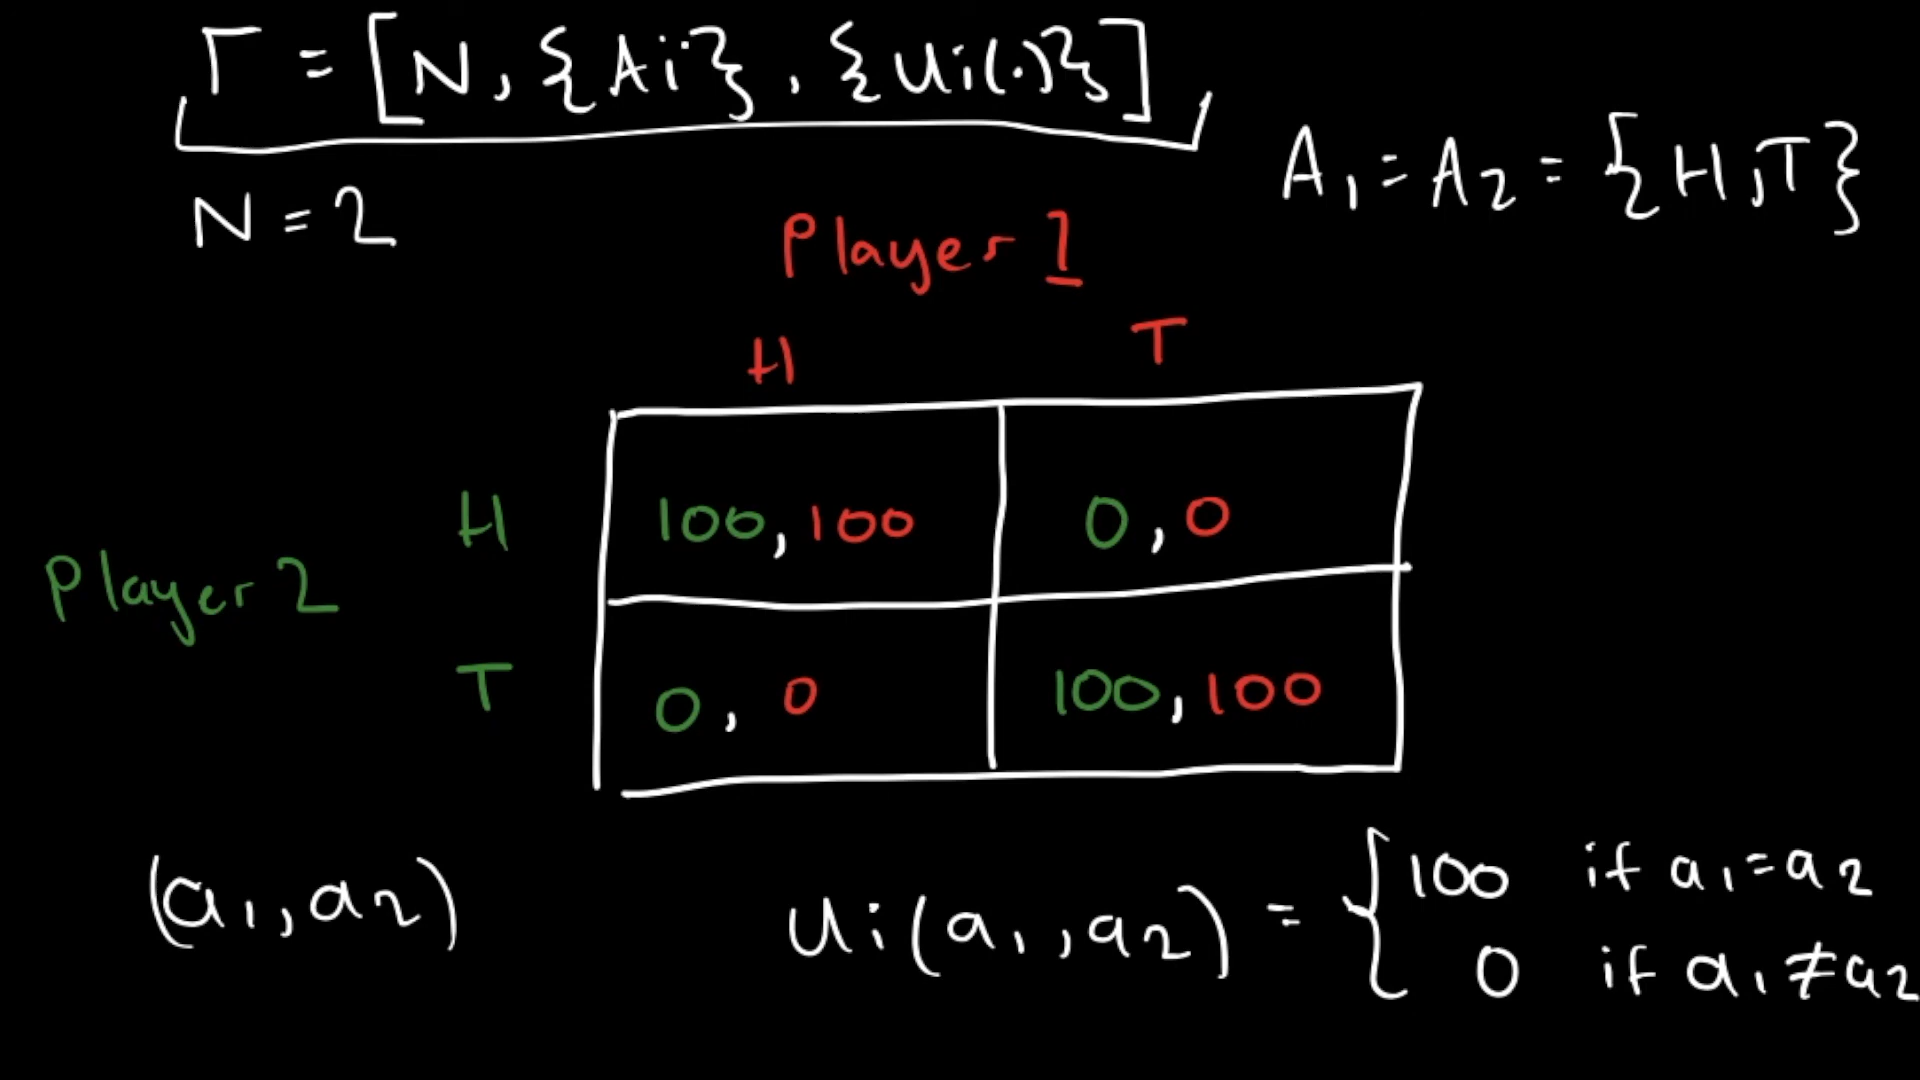 Γ = [N, {Ai}, {ui(·)}]
A1 = A2 = {H,T}
N = 2
Player 1
H T
H 100,100 0,0
Player 2
T 0,0 100,100
(a1,a2)
ui(a1,a2) = { 100 if a1=a2
0 if a1≠a2